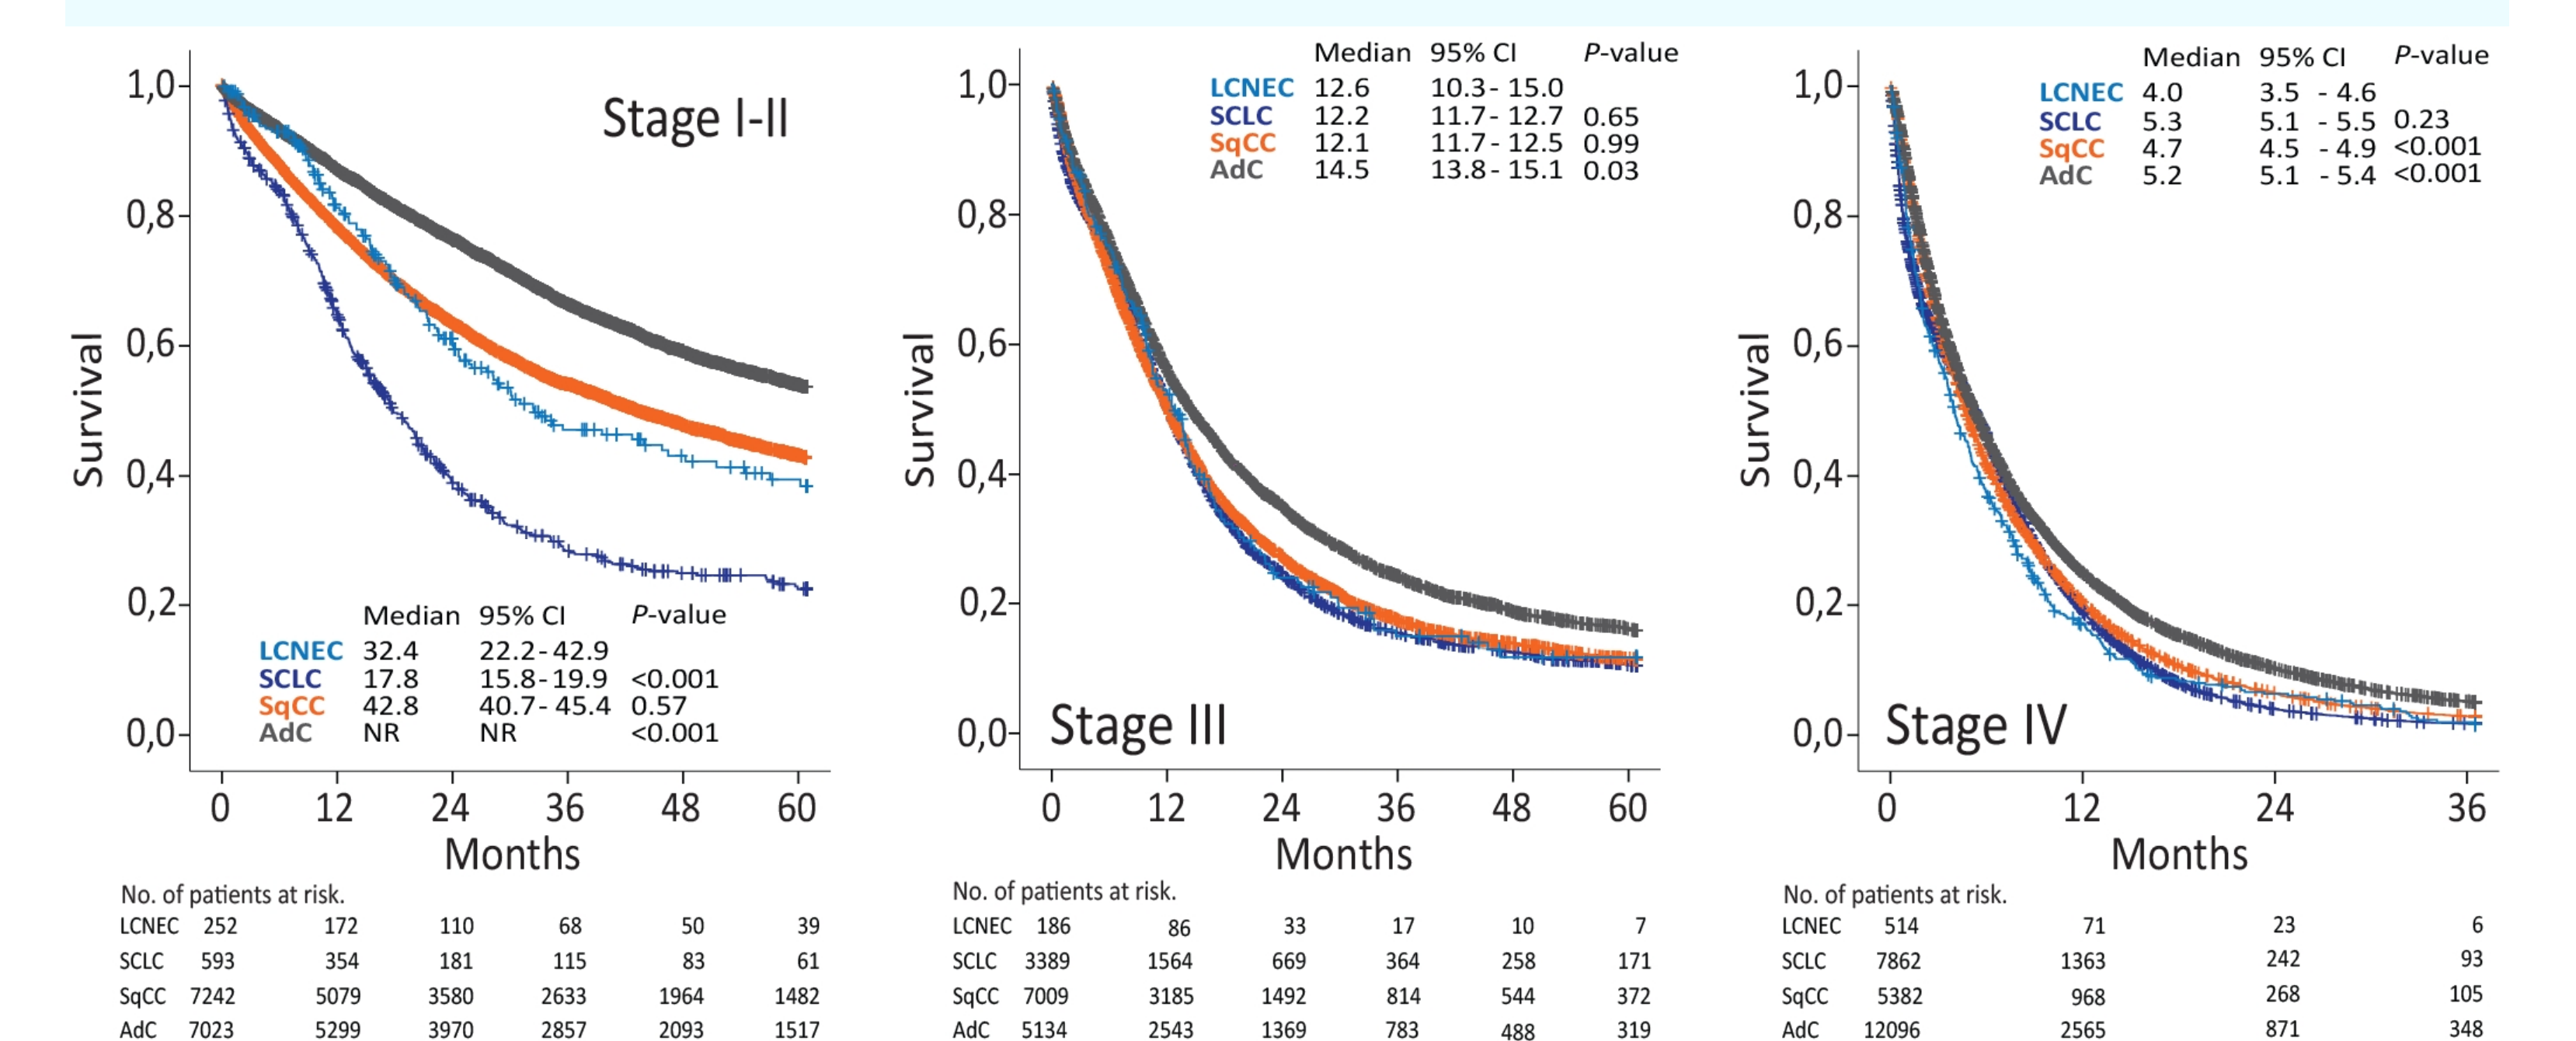 Stage I-II
Survival
1,0
0,8
0,6
0,4
0,2
0,0
Median 95% CI P-value
LCNEC 32.4 22.2-42.9
SCLC 17.8 15.8-19.9 <0.001
SqCC 42.8 40.7-45.4 0.57
AdC NR NR <0.001
0 12 24 36 48 60
Months
No. of patients at risk.
LCNEC 252 172 110 68 50 39
SCLC 593 354 181 115 83 61
SqCC 7242 5079 3580 2633 1964 1482
AdC 7023 5299 3970 2857 2093 1517
Median 95% CI P-value
LCNEC 12.6 10.3-15.0
SCLC 12.2 11.7-12.7 0.65
SqCC 12.1 11.7-12.5 0.99
AdC 14.5 13.8-15.1 0.03
Survival
1,0
0,8
0,6
0,4
0,2
0,0
Stage III
0 12 24 36 48 60
Months
No. of patients at risk.
LCNEC 186 86 33 17 10 7
SCLC 3389 1564 669 364 258 171
SqCC 7009 3185 1492 814 544 372
AdC 5134 2543 1369 783 488 319
Median 95% CI P-value
LCNEC 4.0 3.5 - 4.6
SCLC 5.3 5.1 - 5.5 0.23
SqCC 4.7 4.5 - 4.9 <0.001
AdC 5.2 5.1 - 5.4 <0.001
Survival
1,0
0,8
0,6
0,4
0,2
0,0
Stage IV
0 12 24 36
Months
No. of patients at risk.
LCNEC 514 71 23 6
SCLC 7862 1363 242 93
SqCC 5382 968 268 105
AdC 12096 2565 871 348